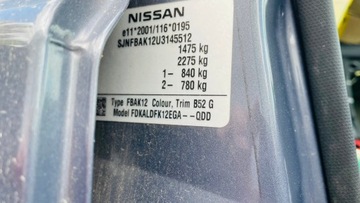 NISSAN
e11*2001/116*0195
SJNFBAK12U3145512
1475 kg
2275 kg
1- 840 kg
2- 780 kg
Type FBAK12 Colour, Trim B52 G
Model FDKALDFK12EGA--QDD